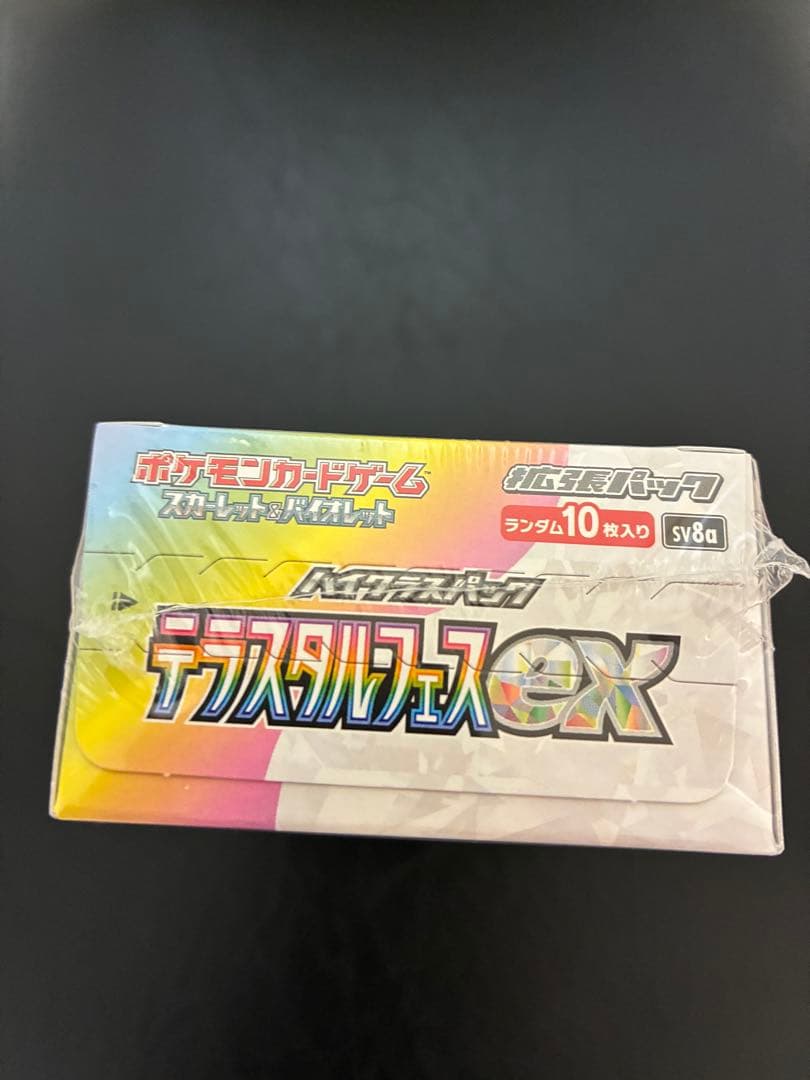 ポケモンカードゲーム™
スカーレット&バイオレット
拡張パック
ランダム10枚入り
sv8a
ハイクラスパック
テラスタルフェスex